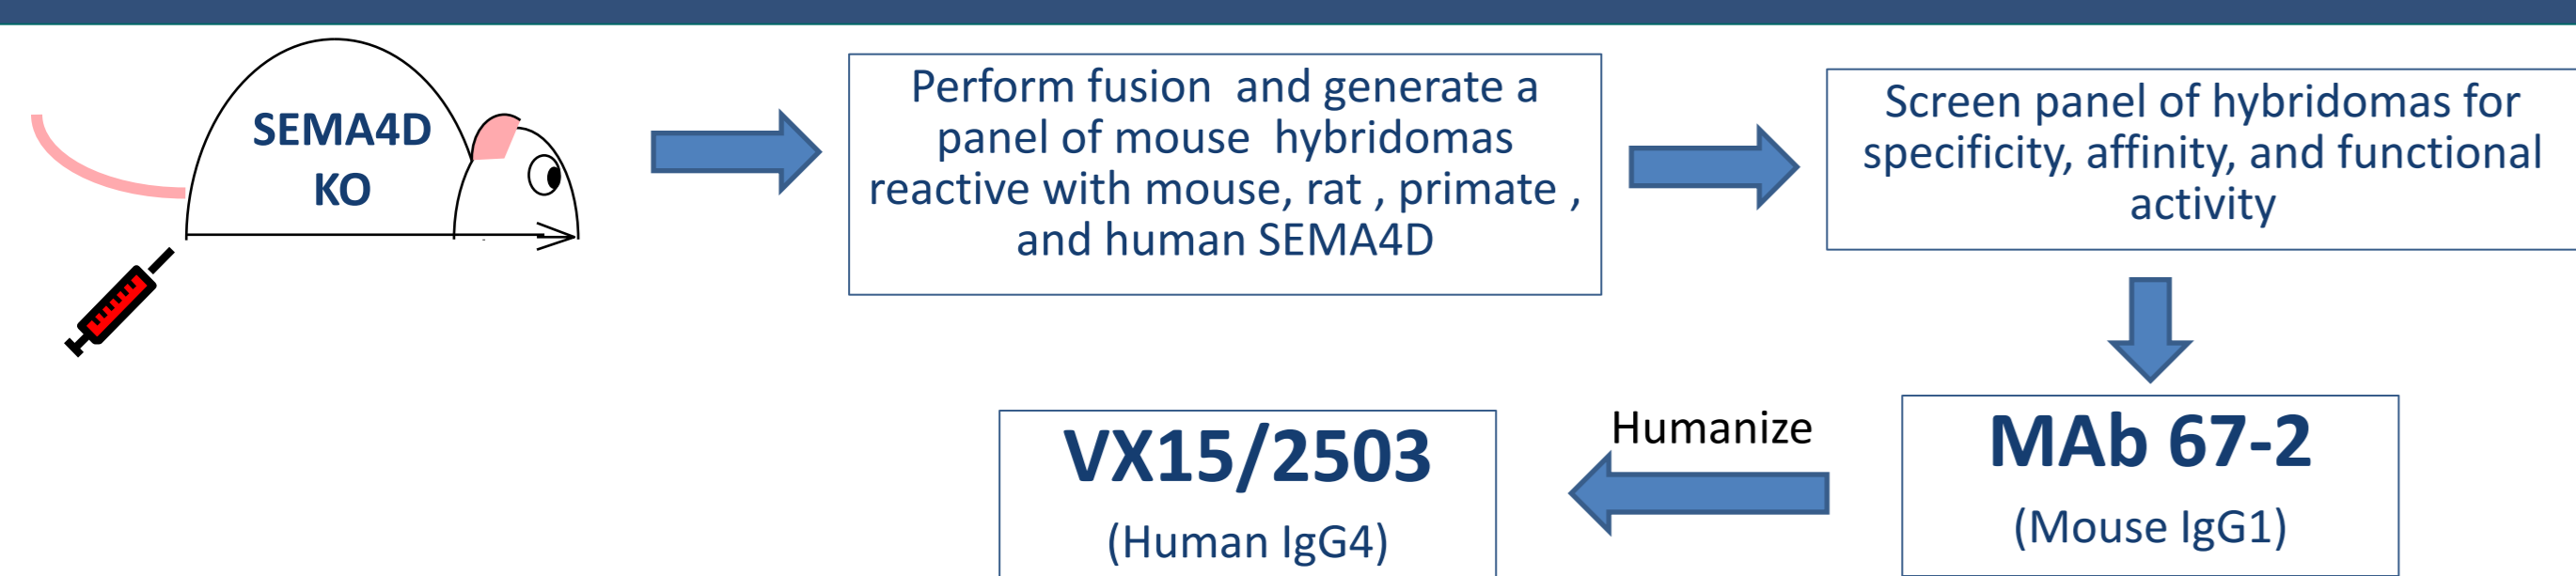 SEMA4D
KO
Perform fusion and generate a
panel of mouse hybridomas
reactive with mouse, rat , primate ,
and human SEMA4D
Screen panel of hybridomas for
specificity, affinity, and functional
activity
MAb 67-2
(Mouse IgG1)
Humanize
VX15/2503
(Human IgG4)